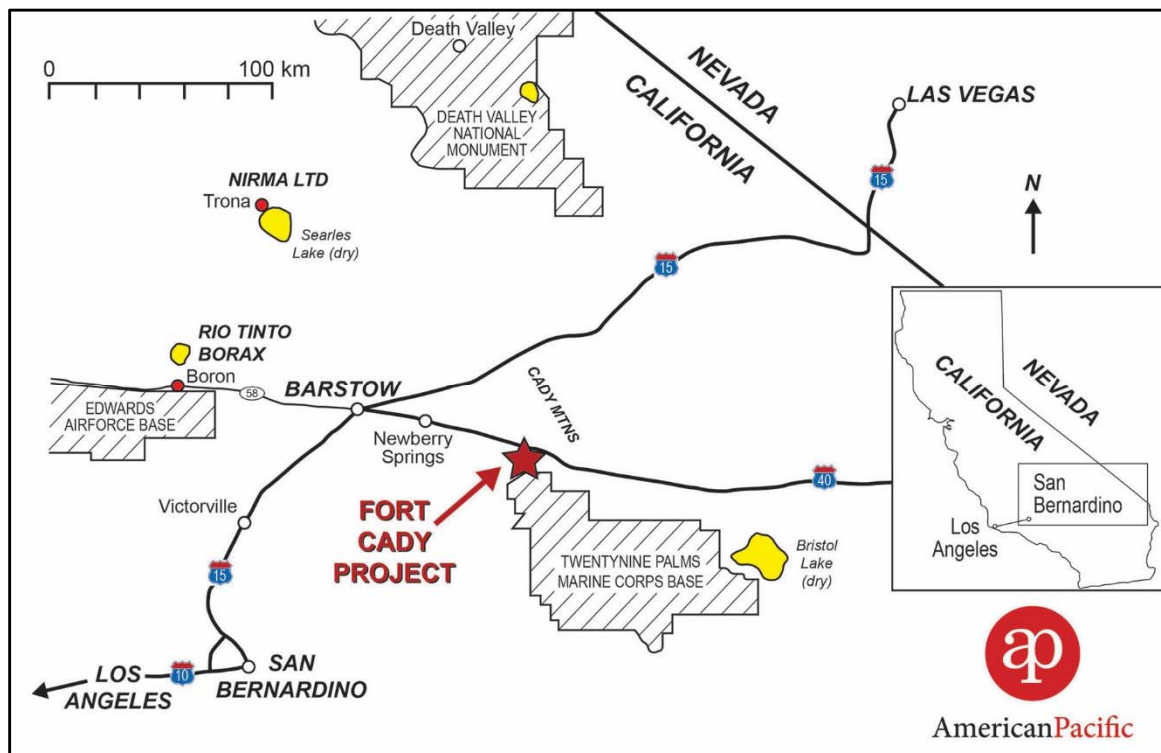 Death Valley
0
100 km
DEATH VALLEY
NATIONAL
MONUMENT
NEVADA
CALIFORNIA
LAS VEGAS
15
N
NIRMA LTD
Trona
Searles
Lake (dry)
15
RIO TINTO
BORAX
Boron
58
BARSTOW
EDWARDS
AIRFORCE BASE
Newberry
Springs
CADY MTNS
40
FORT
CADY
PROJECT
Victorville
TWENTYNINE PALMS
MARINE CORPS BASE
Bristol
Lake
(dry)
15
LOS
ANGELES
10
SAN
BERNARDINO
CALIFORNIA
NEVADA
San
Bernardino
Los
Angeles
ap
AmericanPacific